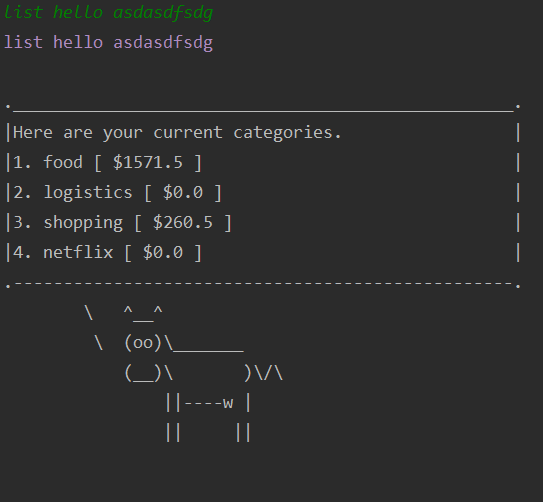 list hello asdasdfsdg
list hello asdasdfsdg
.__________________________________________________.
|Here are your current categories.                 |
|1. food [ $1571.5 ]                               |
|2. logistics [ $0.0 ]                             |
|3. shopping [ $260.5 ]                            |
|4. netflix [ $0.0 ]                               |
.--------------------------------------------------.
        \   ^__^
         \  (oo)\_______
            (__)\       )\/\
                ||----w |
                ||     ||